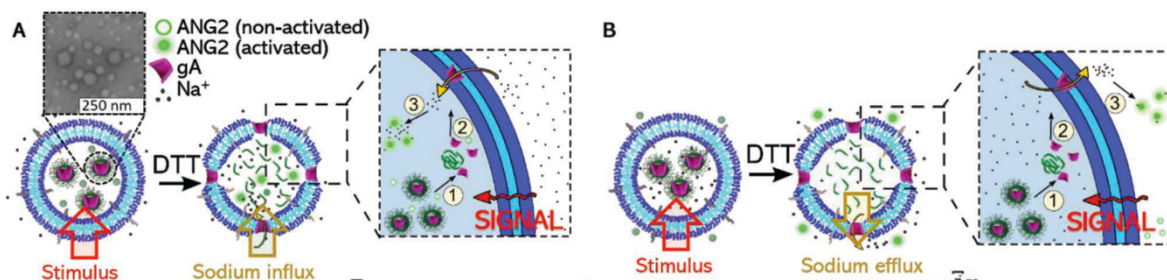 A
ANG2 (non-activated)
ANG2 (activated)
gA
Na+
250 nm
DTT
Stimulus
Sodium influx
3
2
1
SIGNAL
B
DTT
Stimulus
Sodium efflux
3
2
1
SIGNAL